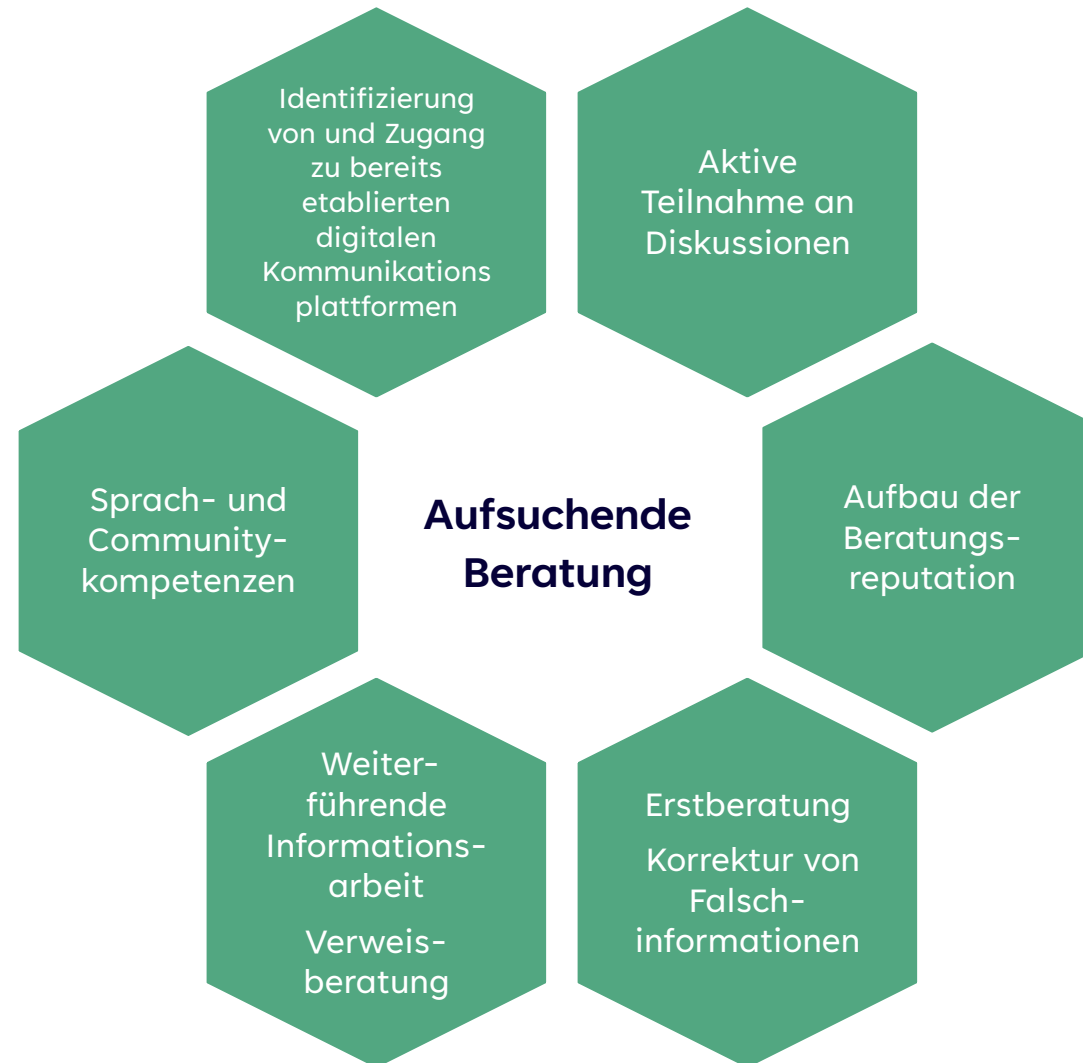 Identifizierung
von und Zugang
zu bereits
etablierten
digitalen
Kommunikations
plattformen
Aktive
Teilnahme an
Diskussionen
Sprach- und
Community-
kompetenzen
Aufsuchende
Beratung
Aufbau der
Beratungs-
reputation
Weiter-
führende
Informations-
arbeit
Verweis-
beratung
Erstberatung
Korrektur von
Falsch-
informationen